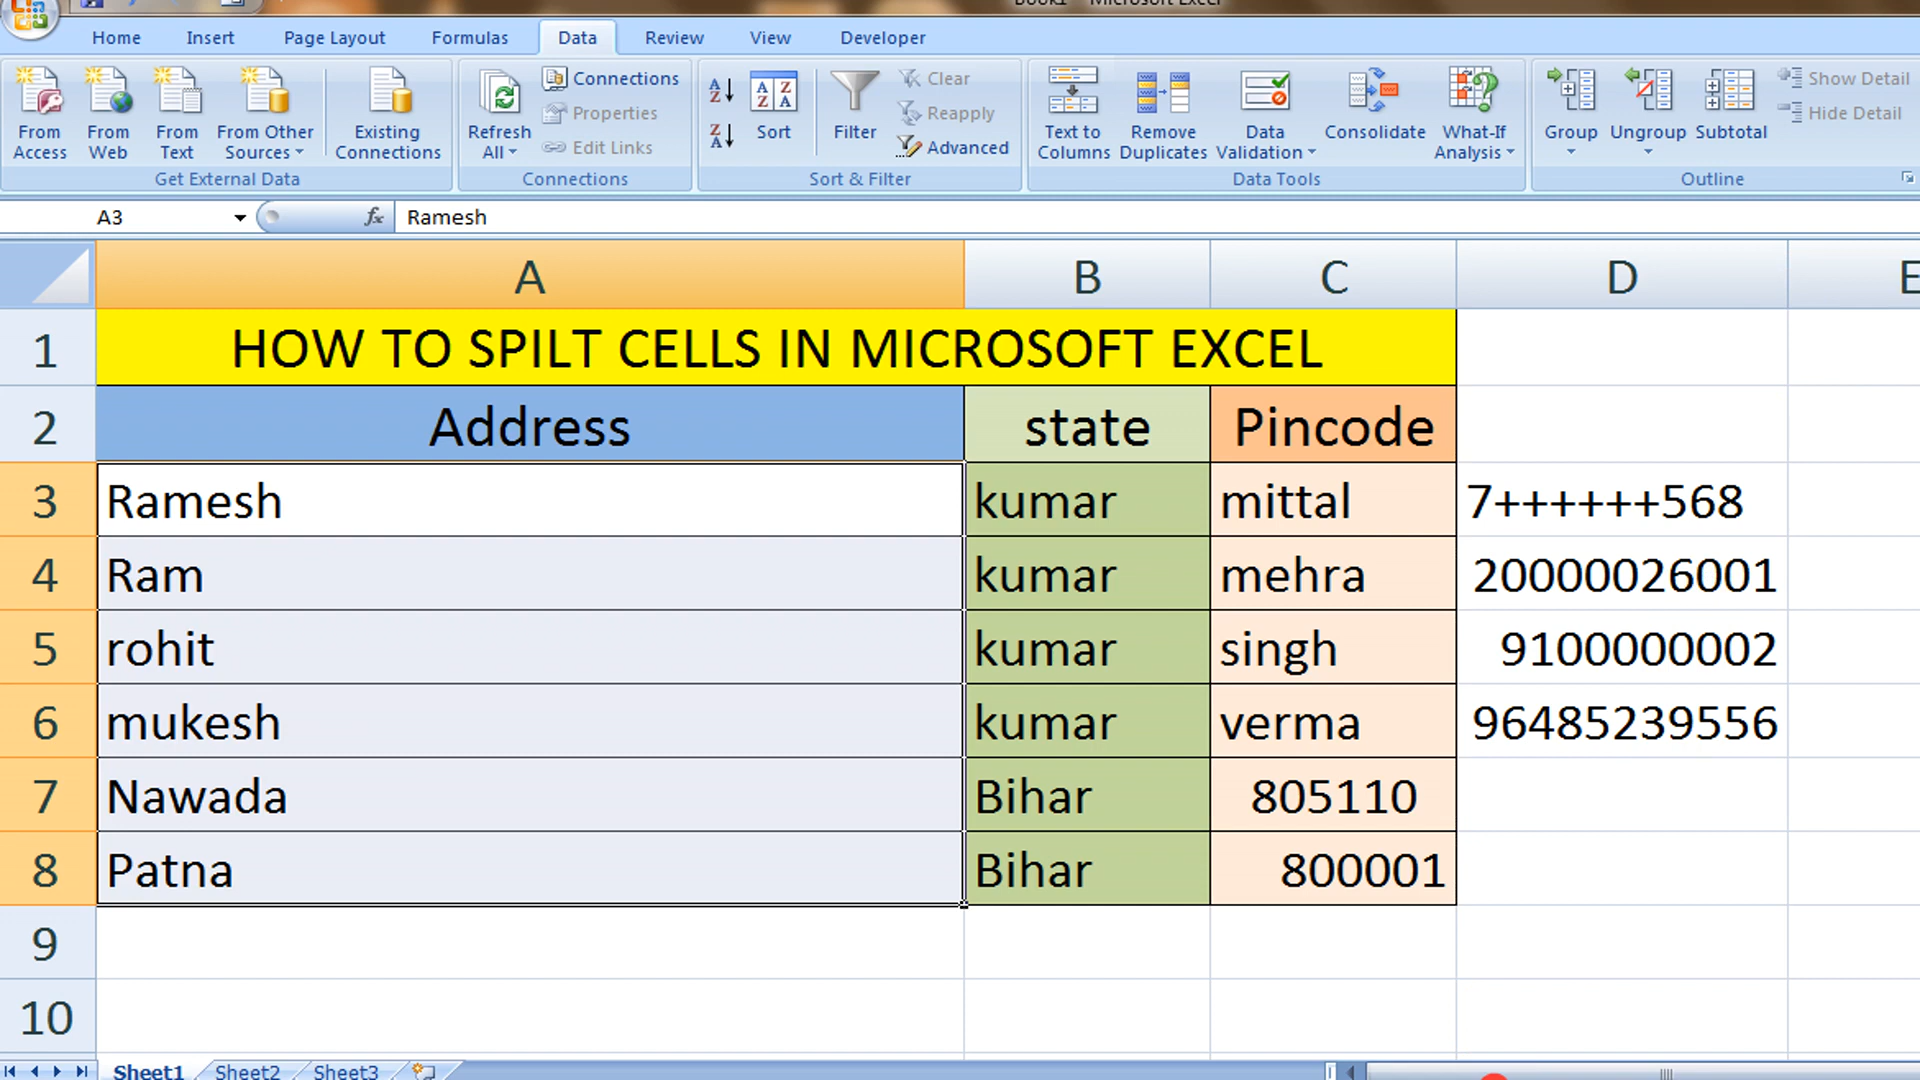 Book1 - Microsoft Excel
Home Insert Page Layout Formulas Data Review View Developer
From Access
From Web
From Text
From Other Sources
Existing Connections
Get External Data
Refresh All
Connections
Properties
Edit Links
Connections
Sort
Filter
Clear
Reapply
Advanced
Sort & Filter
Text to Columns
Remove Duplicates
Data Validation
Consolidate
What-If Analysis
Data Tools
Group
Ungroup
Subtotal
Show Detail
Hide Detail
Outline
A3 fx Ramesh
A B C D E
1 HOW TO SPILT CELLS IN MICROSOFT EXCEL
2 Address state Pincode
3 Ramesh kumar mittal 7++++++568
4 Ram kumar mehra 20000026001
5 rohit kumar singh 9100000002
6 mukesh kumar verma 96485239556
7 Nawada Bihar 805110
8 Patna Bihar 800001
9
10
Sheet1 Sheet2 Sheet3